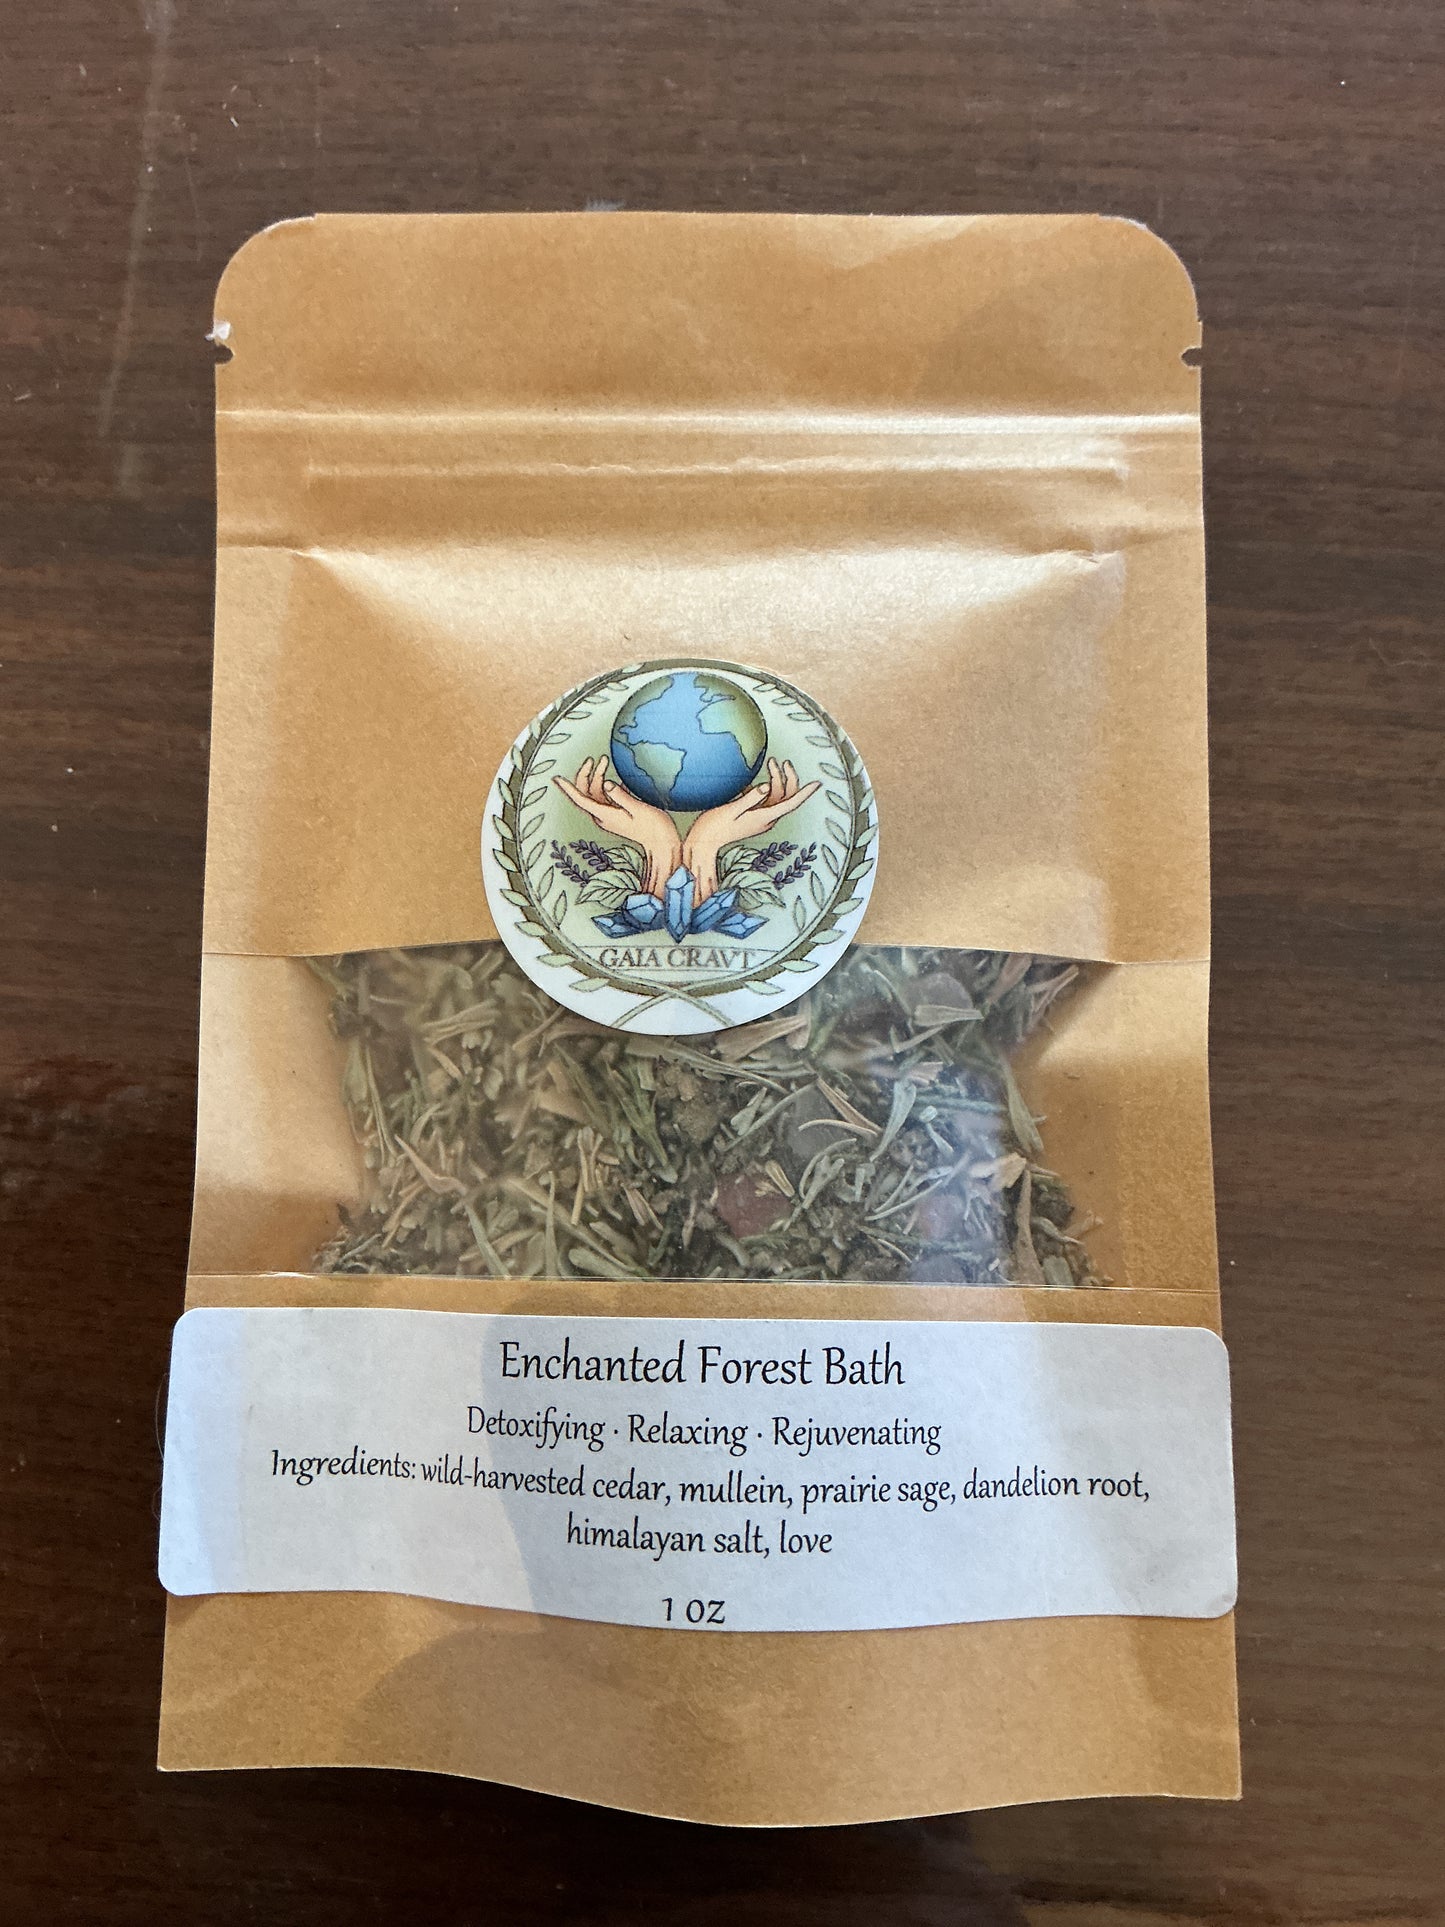 GAIA CRAVT
Enchanted Forest Bath
Detoxifying · Relaxing · Rejuvenating
Ingredients: wild-harvested cedar, mullein, prairie sage, dandelion root,
himalayan salt, love
1 oz